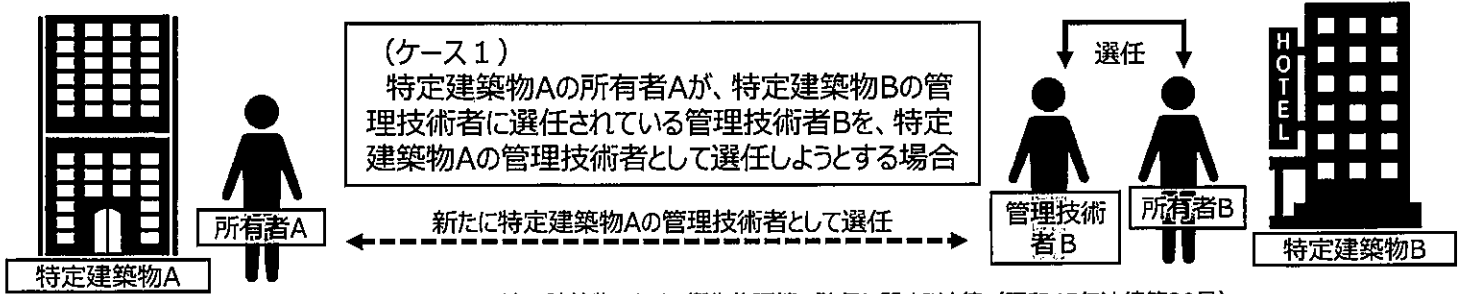 (ケース1)
特定建築物Aの所有者Aが、特定建築物Bの管
理技術者に選任されている管理技術者Bを、特定
建築物Aの管理技術者として選任しようとする場合
選任
HOTEL
所有者A
新たに特定建築物Aの管理技術者として選任
管理技術
者B
所有者B
特定建築物A
特定建築物B